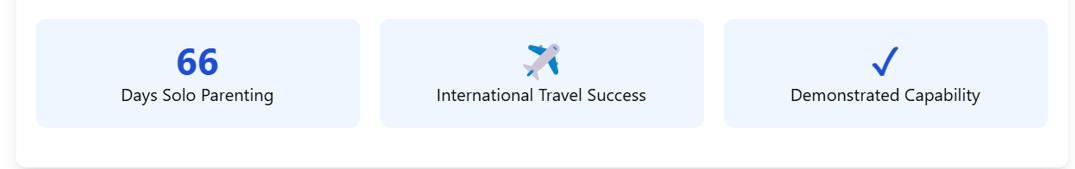 66
Days Solo Parenting
International Travel Success
✓
Demonstrated Capability